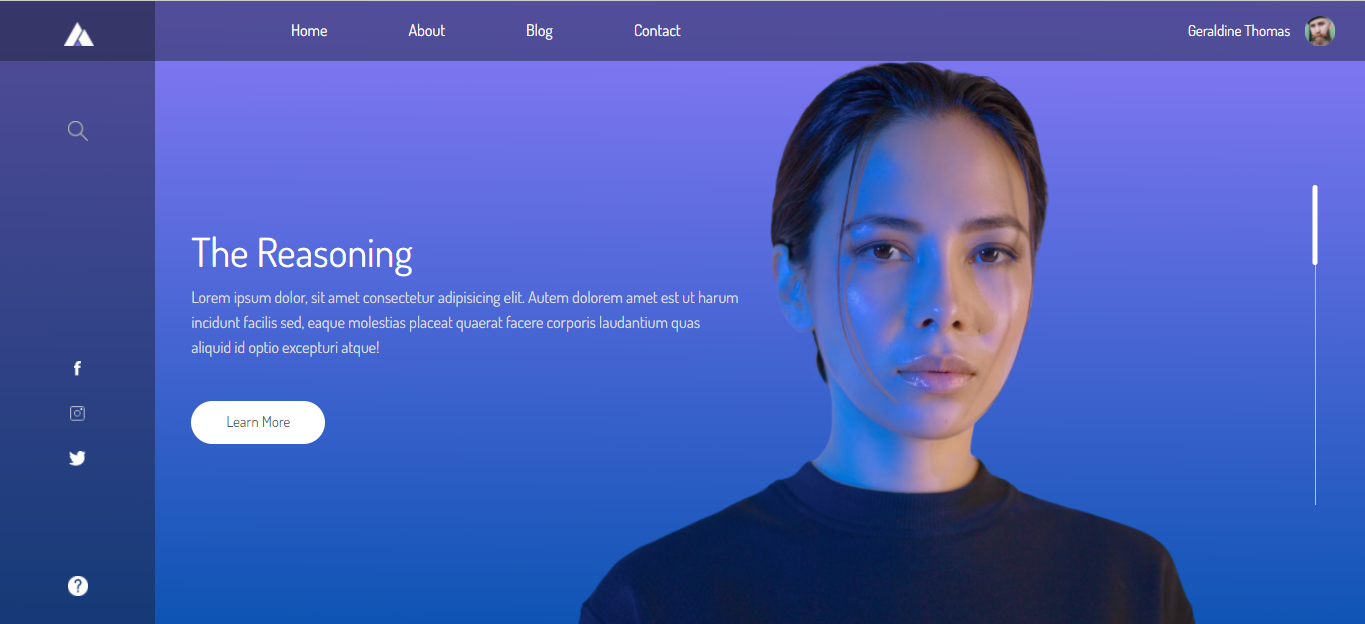 Home
About
Blog
Contact
Geraldine Thomas
The Reasoning
Lorem ipsum dolor, sit amet consectetur adipisicing elit. Autem dolorem amet est ut harum
incidunt facilis sed, eaque molestias placeat quaerat facere corporis laudantium quas
aliquid id optio excepturi atque!
Learn More
?